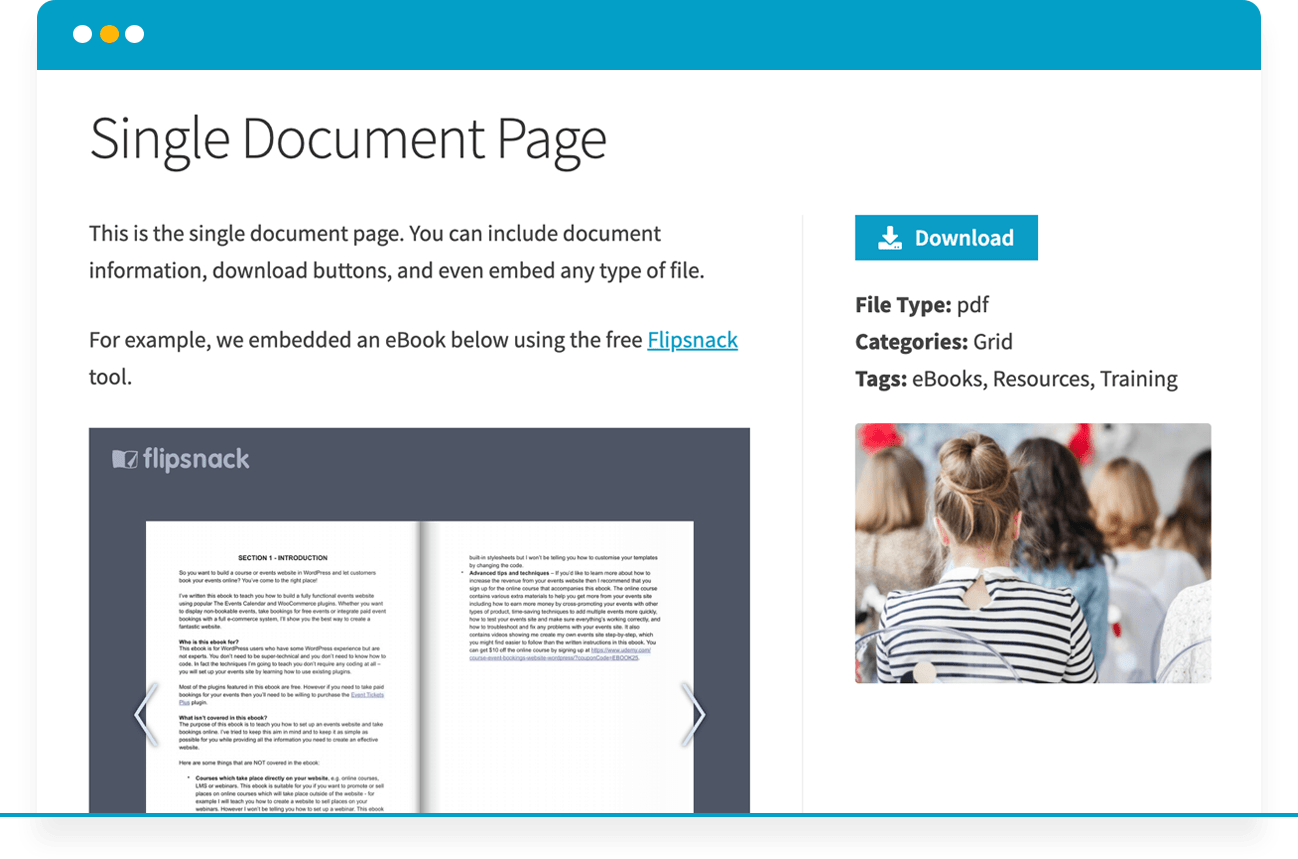 Single Document Page
This is the single document page. You can include document
information, download buttons, and even embed any type of file.
For example, we embedded an eBook below using the free Flipsnack
tool.
flipsnack
SECTION 1 - INTRODUCTION
So you want to build a course or events website in WordPress and let customers
book your events online? You've come to the right place!
I've written this ebook to teach you how to build a fully functional events website
using popular The Events Calender and WooCommerce plugins. Whether you want
to display non-bookable events, take bookings for free events or integrate paid event
bookings with a full e-commerce system, I'll show you the best way to create a
fantastic website.
Who is this ebook for?
This ebook is for WordPress users who have some WordPress experience but are
not experts. You don't need to be super-technical and you don't need to know how to
code. In fact the techniques I'm going to teach you don't require any coding at all –
you will set up your events site by learning how to use existing plugins.
Most of the plugins featured in this ebook are free. However if you need to take paid
bookings for your events then you'll need to be willing to purchase the Event Tickets
Plus plugin.
What isn't covered in this ebook?
The purpose of this ebook is to teach you how to set up an events website and take
bookings online. I've tried to keep this aim in mind and to keep it as simple as
possible for you while providing all the information you need to create an effective
website.
Here are some things that are NOT covered in the ebook:
• Courses which take place directly on your website, e.g. online courses,
LMS or webinars. This ebook is suitable for you if you want to promote or sell
places on online courses which will take place outside of the website - for
example I will teach you how to create a website to sell places on your
webinars. However I won't be telling you how to set up a webinar. This ebook
built-in stylesheets but I won't be telling you how to customise your templates
by changing the code.
• Advanced tips and techniques – If you'd like to learn more about how to
increase the revenue from your events website then I recommend that you
sign up for the online course that accompanies this ebook. The online course
contains various extra materials to help you get more from your events site
including how to earn more money by cross-promoting your events with other
types of product, time-saving techniques to add multiple events more quickly,
how to test your events site and make sure everything's working correctly, and
how to troubleshoot and fix any problems with your events site. It also
contains videos showing me create my own events site step-by-step, which
you might find easier to follow than the written instructions in this ebook. You
can get $10 off the online course by signing up at https://www.udemy.com/
course-event-bookings-website-wordpress/?couponCode=EBOOK25.
Download
File Type: pdf
Categories: Grid
Tags: eBooks, Resources, Training